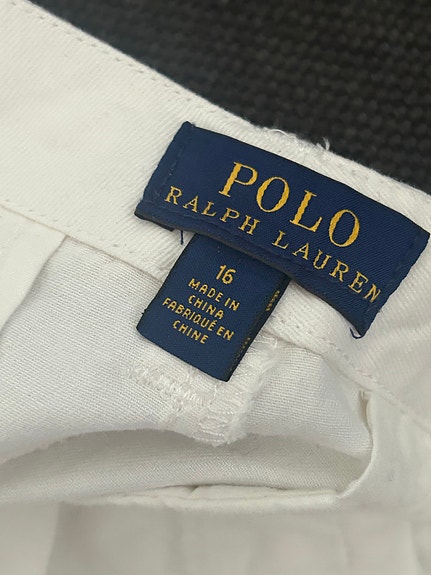 POLO
RALPH LAUREN
16
MADE IN
CHINA
FABRIQUÉ EN
CHINE